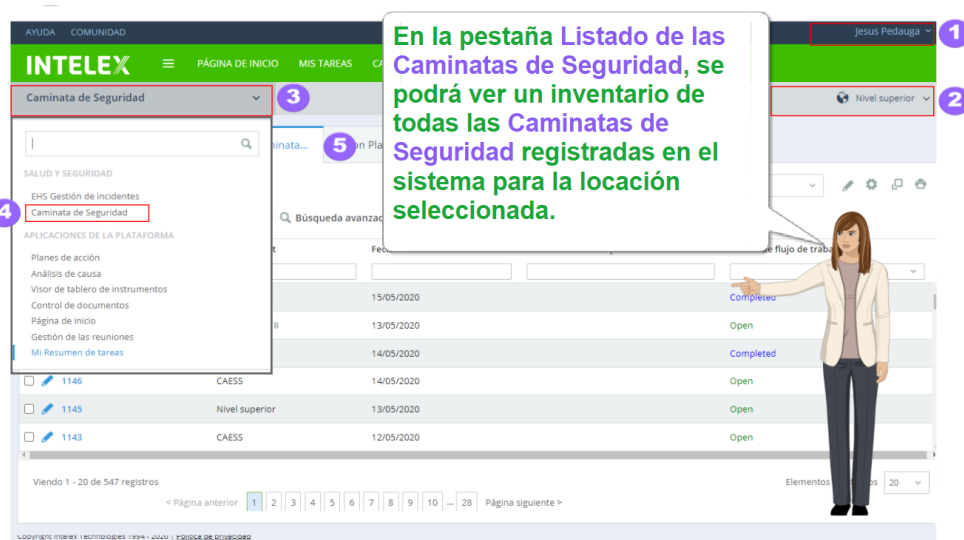 AYUDA COMUNIDAD
Jesus Pedauga
1
INTELEX
PÁGINA DE INICIO MIS TAREAS
En la pestaña Listado de las
Caminatas de Seguridad, se
podrá ver un inventario de
todas las Caminatas de
Seguridad registradas en el
sistema para la locación
seleccionada.
Caminata de Seguridad
3
Nivel superior
2
5
SALUD Y SEGURIDAD
EHS Gestión de incidentes
4
Caminata de Seguridad
Búsqueda
APLICACIONES DE LA PLATAFORMA
Planes de acción
Análisis de causa
Visor de tablero de instrumentos
Control de documentos
Página de inicio
Gestión de las reuniones
Mi Resumen de tareas
de flujo de
15/05/2020 Completed
II 13/05/2020 Open
14/05/2020 Completed
1146 CAESS 14/05/2020 Open
1145 Nivel superior 13/05/2020 Open
1143 CAESS 12/05/2020 Open
Viendo 1 - 20 de 547 registros
Elementos
20
< Página anterior 1 2 3 4 5 6 7 8 9 10 ... 28 Página siguiente >
Copyright Intelex Technologies 1994 - 2020 | Política de privacidad